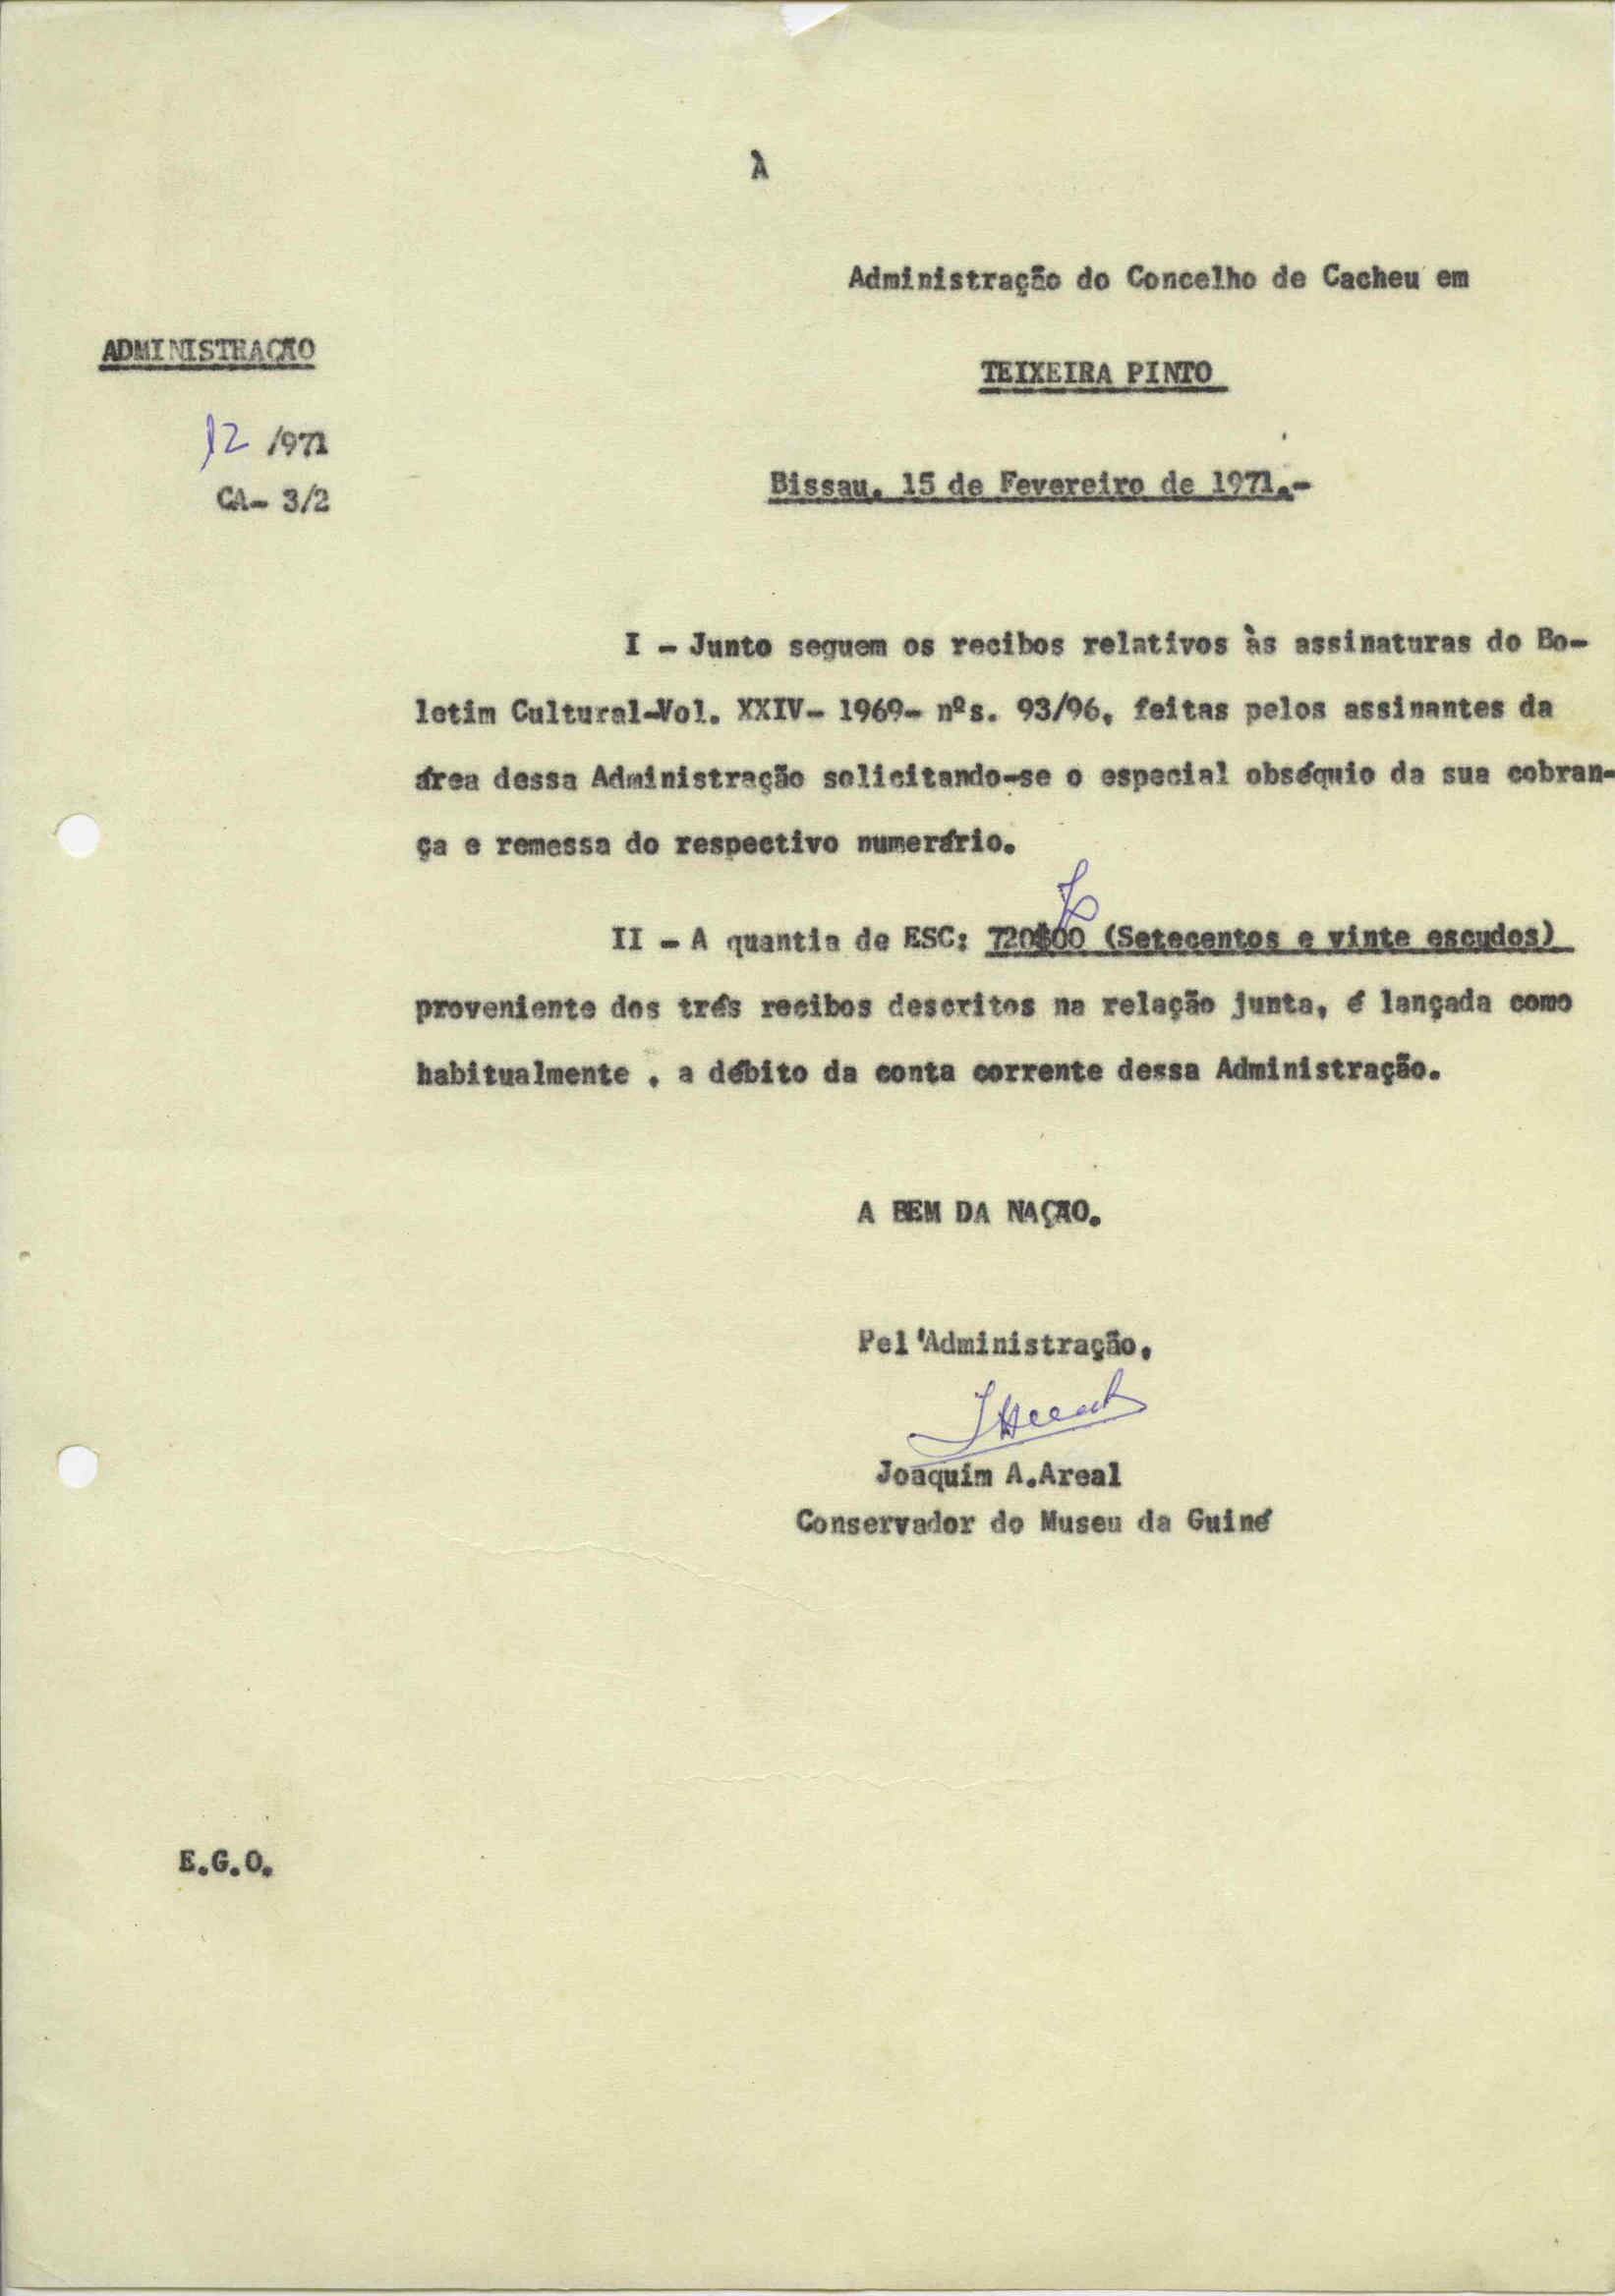 À
Administração do Concelho de Cacheu em
ADMINISTRAÇÃO
TEIXEIRA PINTO
12 /971
Bissau, 15 de Fevereiro de 1971.-
CA- 3/2
I - Junto seguem os recibos relativos às assinaturas do Bo-
letim Cultural-Vol. XXIV- 1969- nºs. 93/96, feitas pelos assinantes da
área dessa Administração solicitando-se o especial obséquio da sua cobran-
ça e remessa do respectivo numerário.
II - A quantia de ESC: 720$00 (Setecentos e vinte escudos)
proveniente dos trés recibos descritos na relação junta, é lançada como
habitualmente , a débito da conta corrente dessa Administração.
A BEM DA NAÇÃO.
Pel'Administração,
Joaquim A.Areal
Conservador do Museu da Guiné
E.G.O.